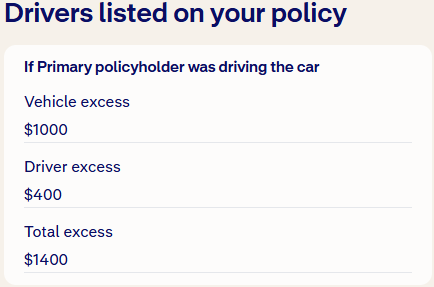 Drivers listed on your policy
If Primary policyholder was driving the car
Vehicle excess
$1000
Driver excess
$400
Total excess
$1400